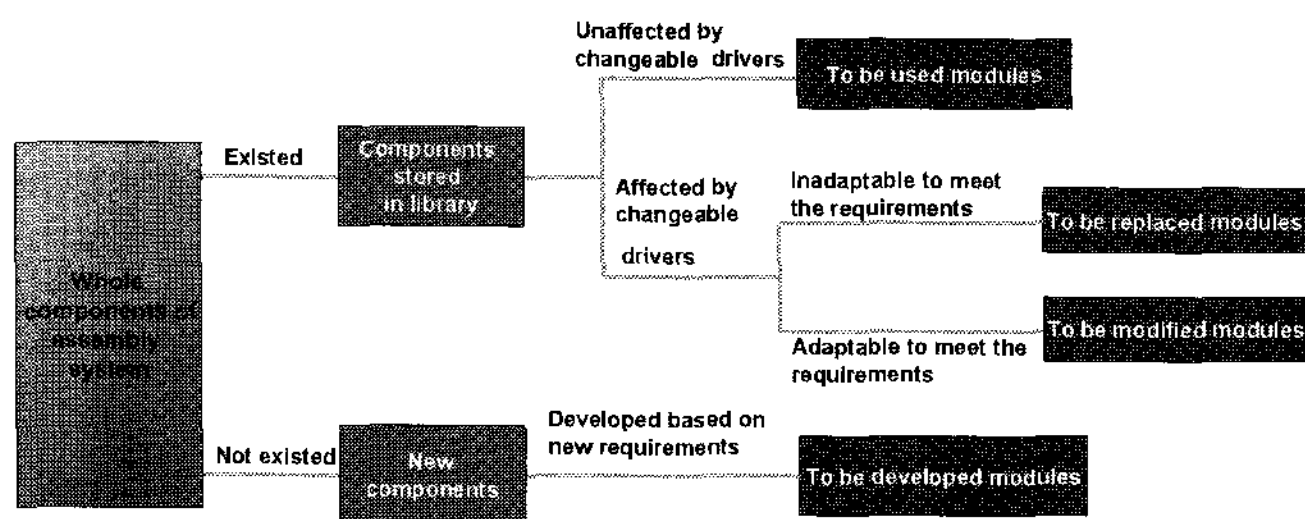 Unaffected by
changeable drivers
To be used modules
Existed
Components
stored
in library
Affected by
changeable
drivers
Inadaptable to meet
the requirements
To be replaced modules
Whole
components of
assembly
system
To be modified modules
Adaptable to meet the
requirements
Developed based on
new requirements
Not existed
New
components
To be developed modules